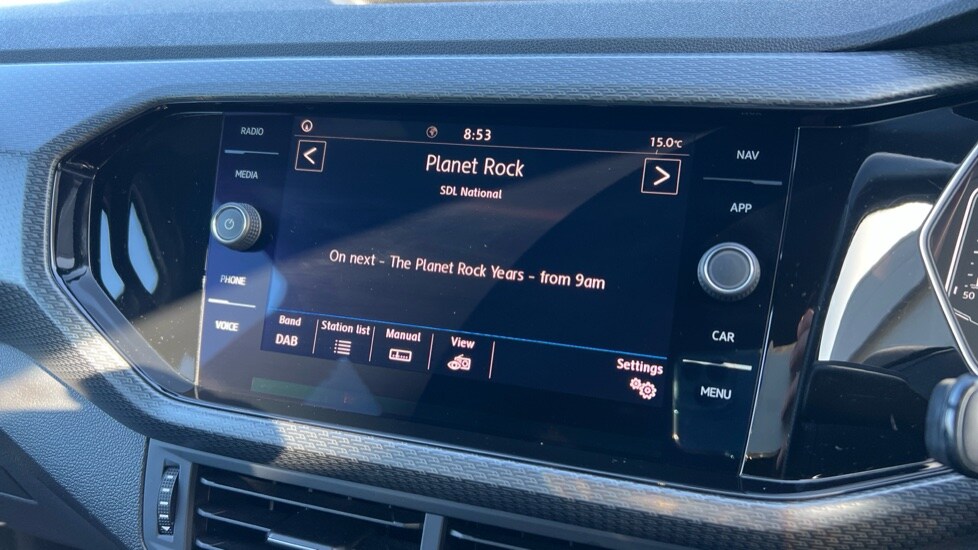 RADIO
MEDIA
PHONE
VOICE
8:53
15.0°C
<
Planet Rock
>
SDL National
On next - The Planet Rock Years - from 9am
Band
DAB
Station list
Manual
View
Settings
NAV
APP
CAR
MENU
50